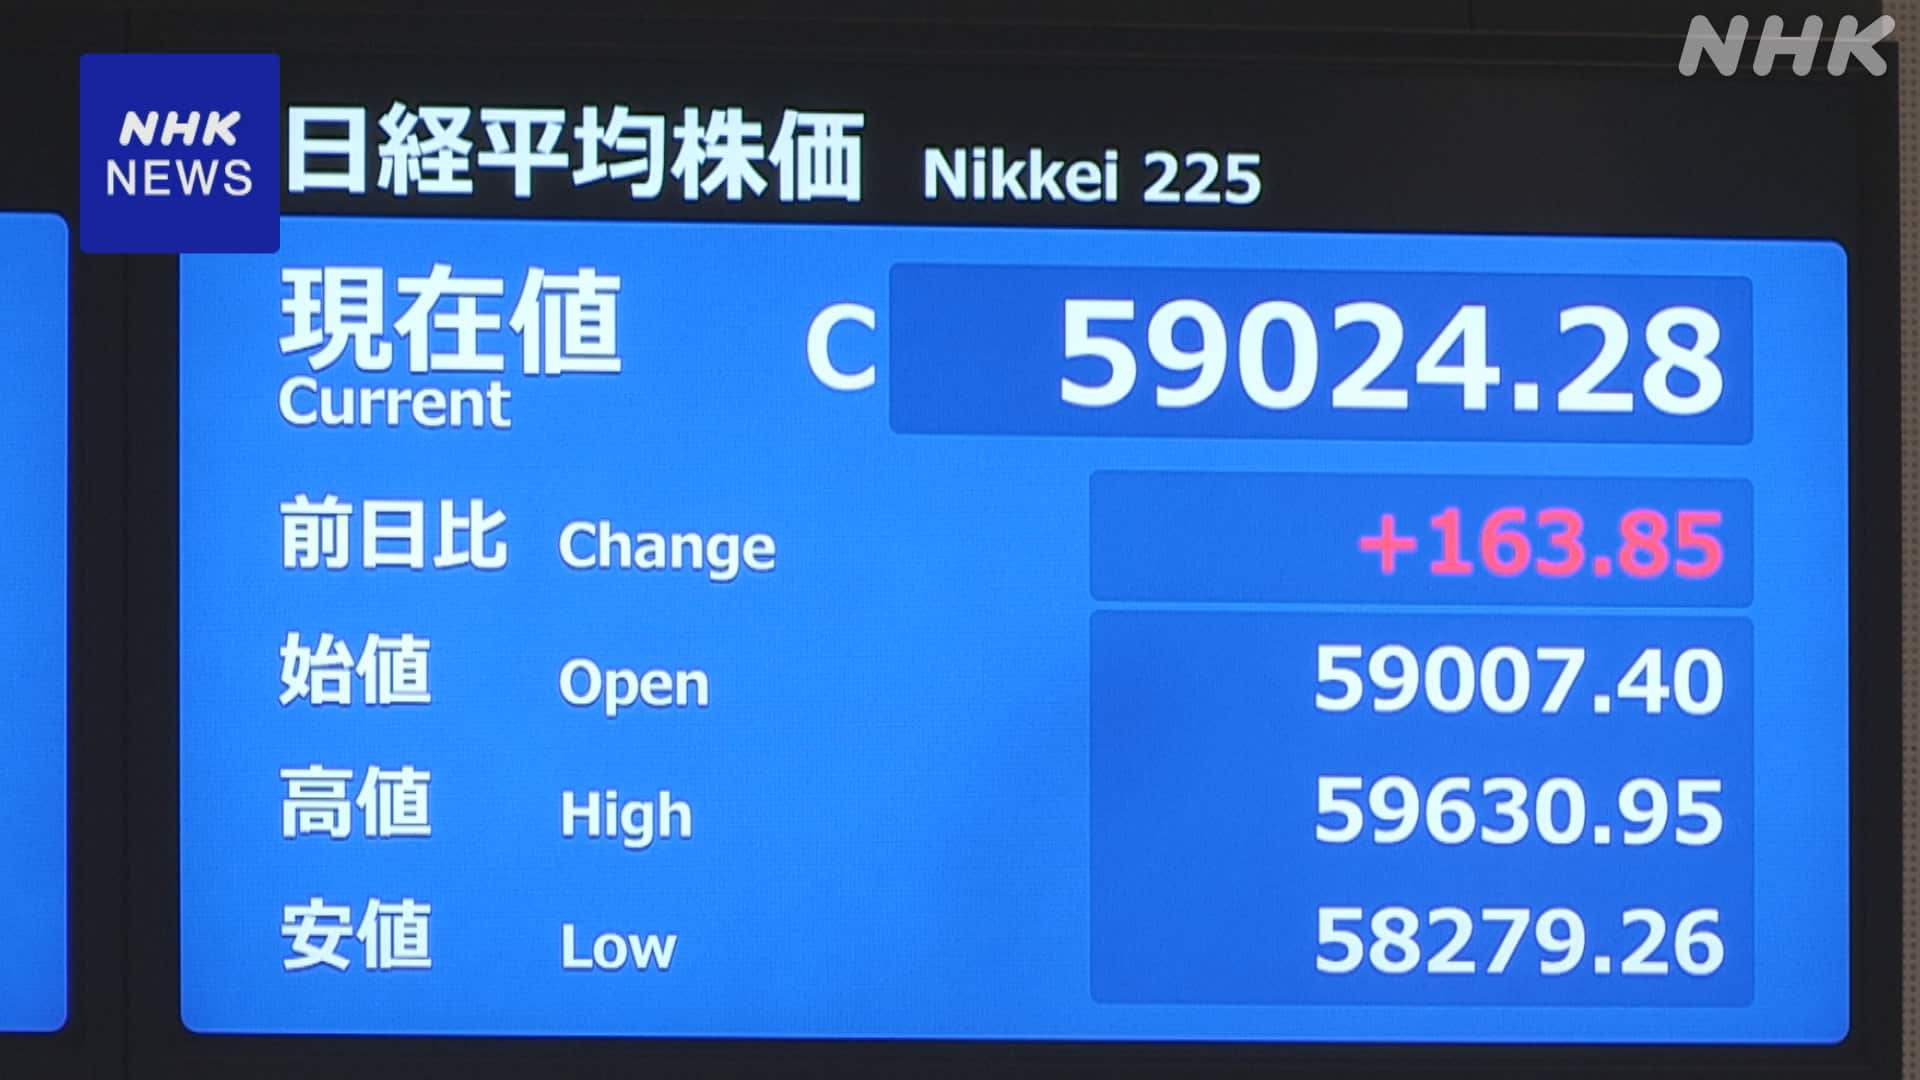 NHK
NHK
NEWS
日経平均株価 Nikkei 225
現在値 C 59024.28
Current
前日比 Change +163.85
始値 Open 59007.40
高値 High 59630.95
安値 Low 58279.26